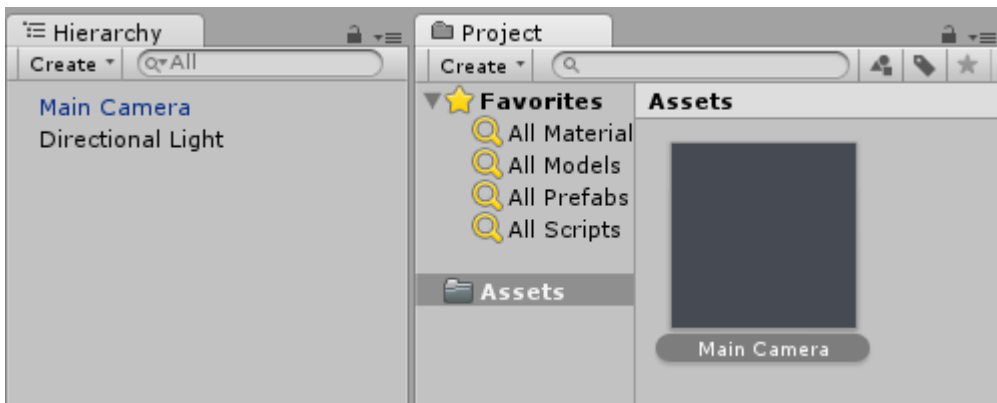 Hierarchy
Create All
Main Camera
Directional Light
Project
Create
Favorites
All Material
All Models
All Prefabs
All Scripts
Assets
Assets
Main Camera